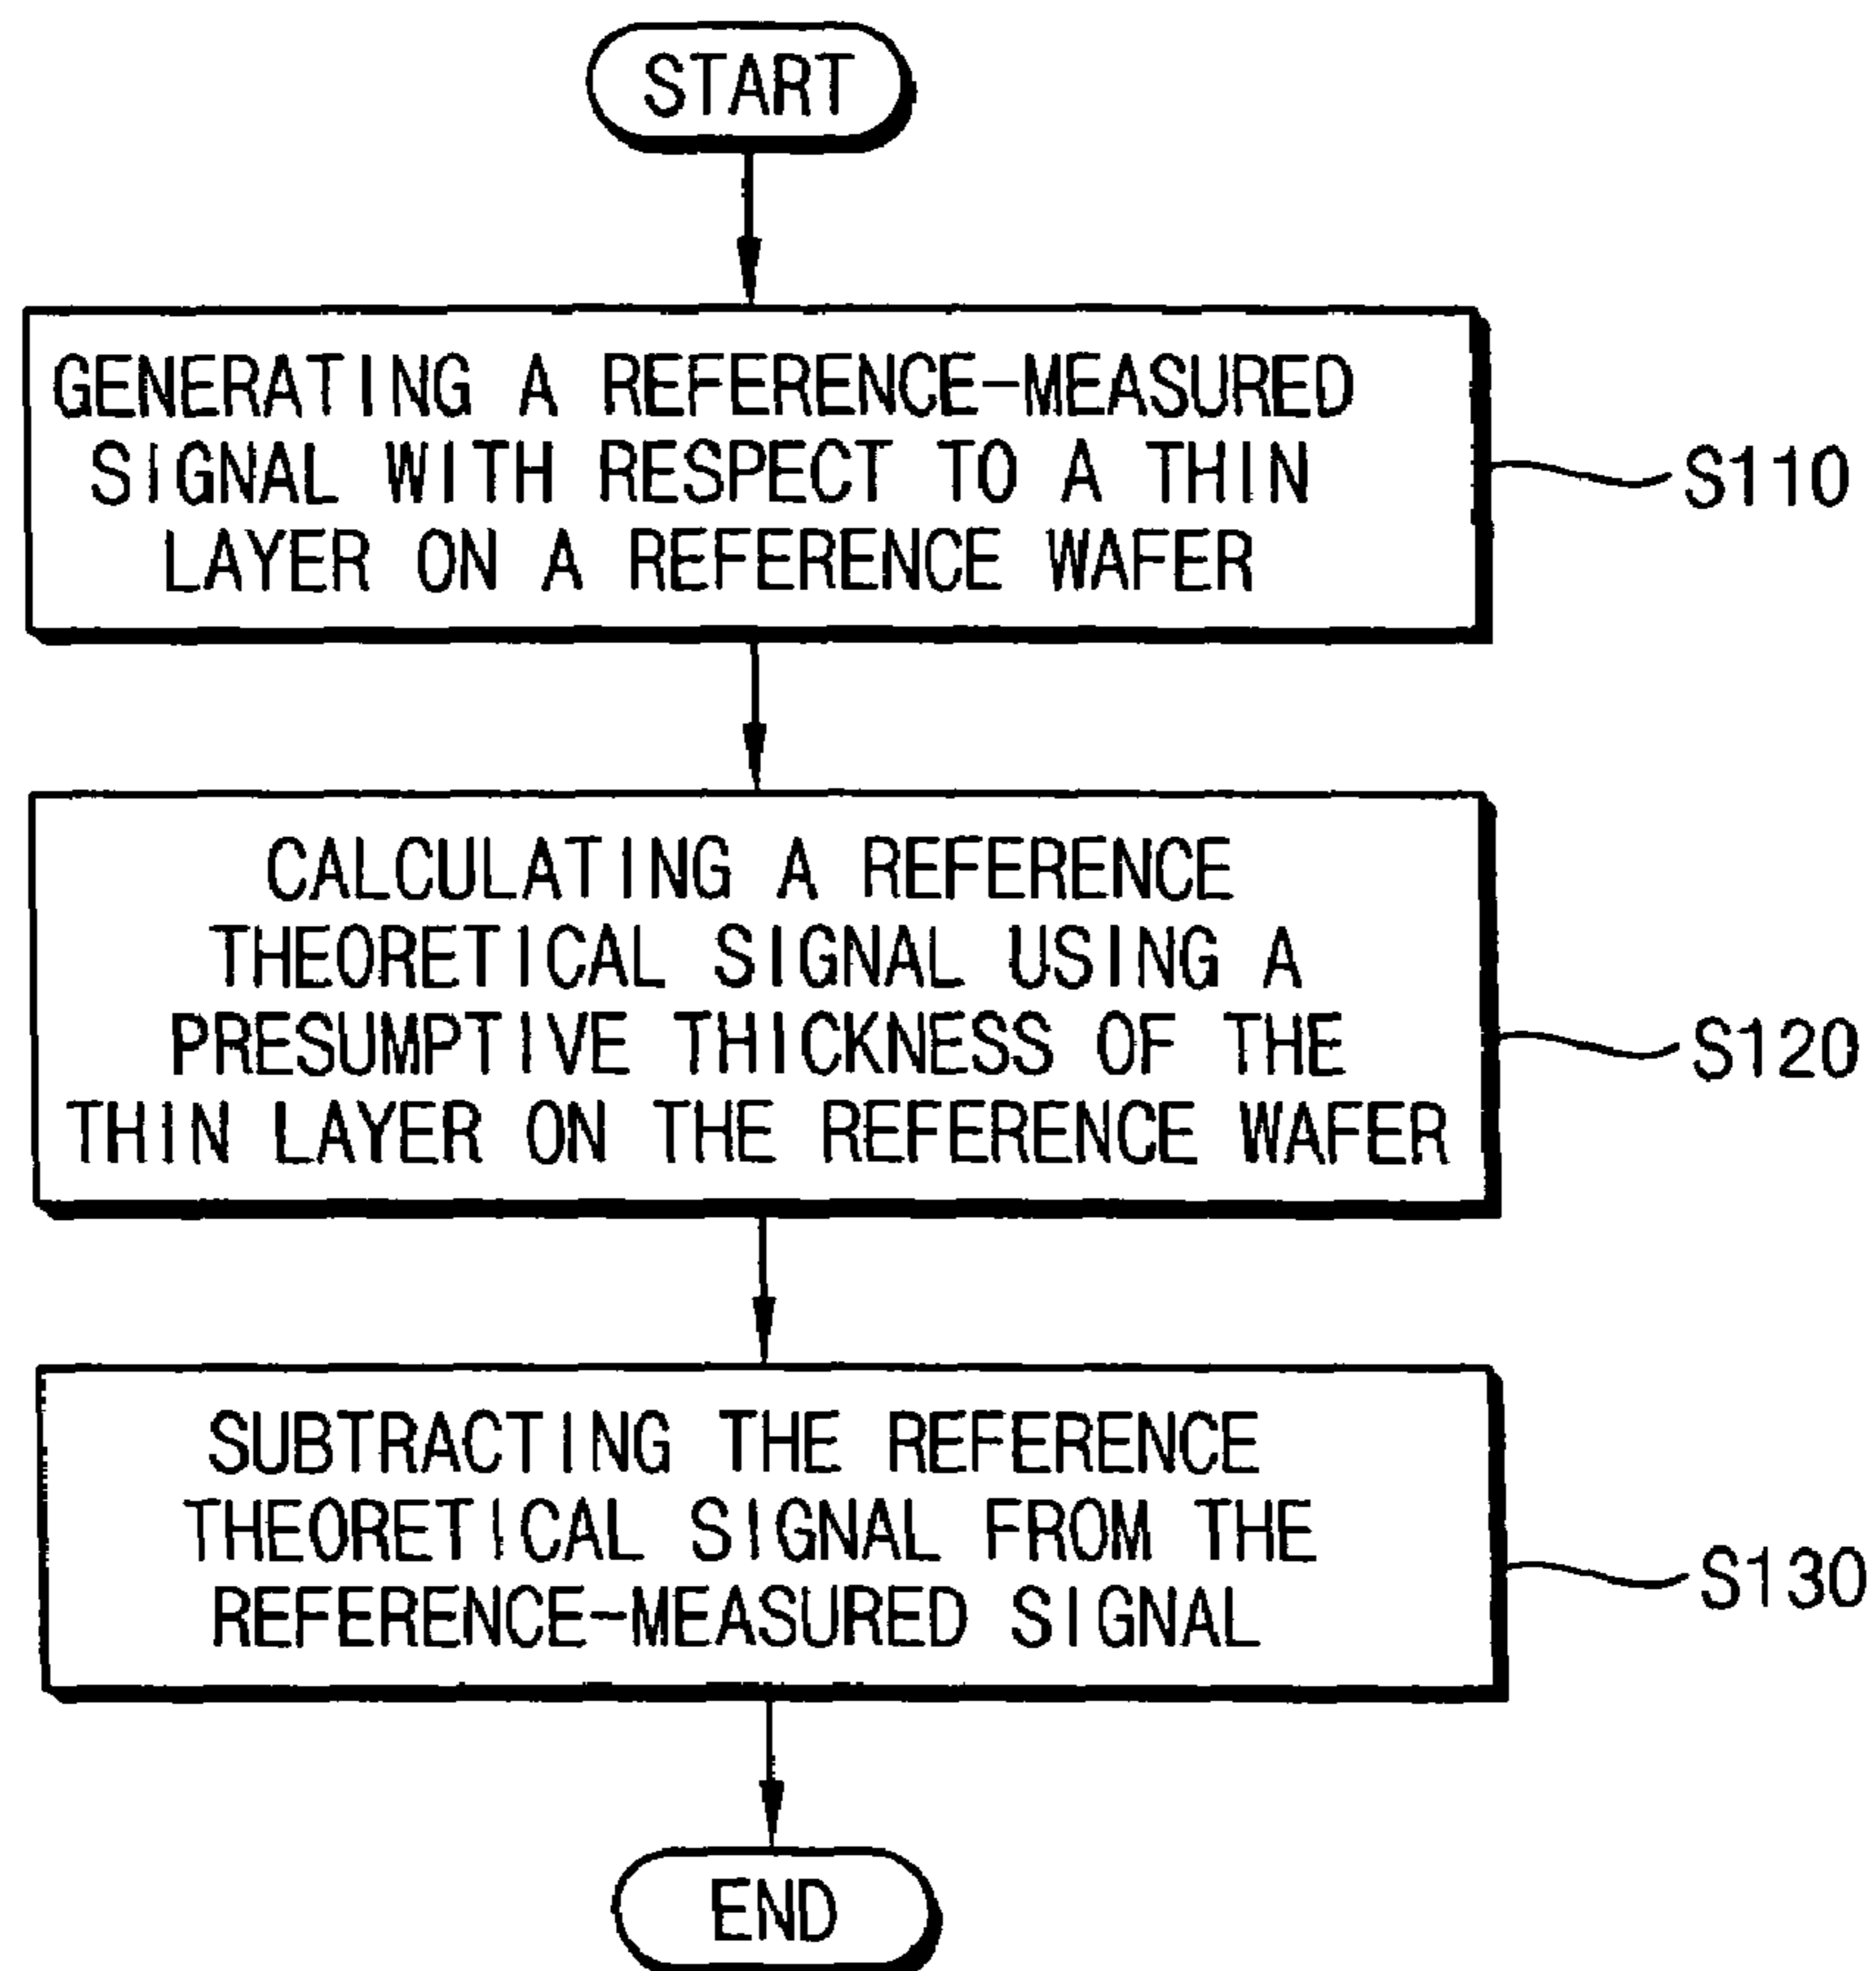 START
GENERATING A REFERENCE-MEASURED
SIGNAL WITH RESPECT TO A THIN
LAYER ON A REFERENCE WAFER
S110
CALCULATING A REFERENCE
THEORETICAL SIGNAL USING A
PRESUMPTIVE THICKNESS OF THE
THIN LAYER ON THE REFERENCE WAFER
S120
SUBTRACTING THE REFERENCE
THEORETICAL SIGNAL FROM THE
REFERENCE-MEASURED SIGNAL
S130
END